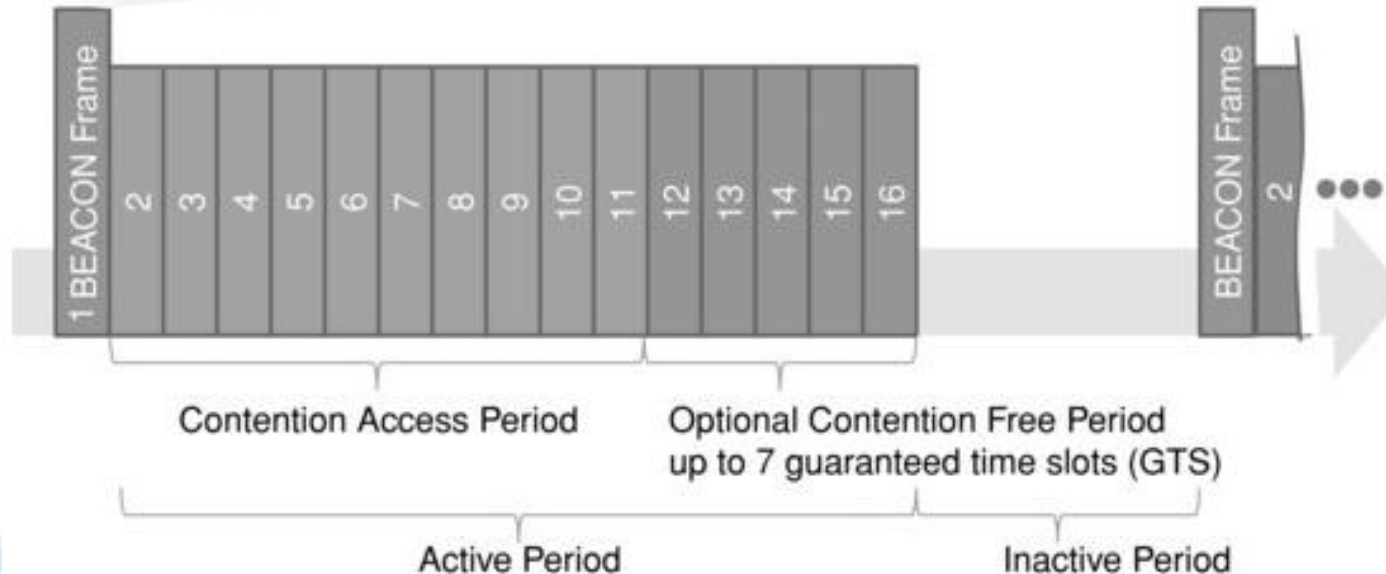 1 BEACON Frame
2
3
4
5
6
7
8
9
10
11
12
13
14
15
16
BEACON Frame
2
Contention Access Period
Optional Contention Free Period
up to 7 guaranteed time slots (GTS)
Active Period
Inactive Period